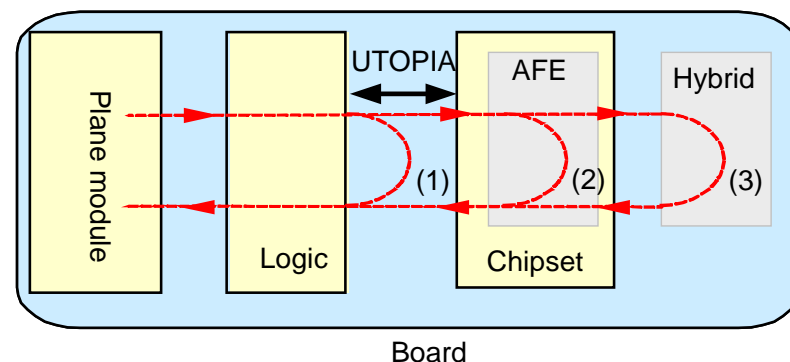 UTOPIA
AFE
Hybrid
Plane module
(1)
(2)
(3)
Logic
Chipset
Board